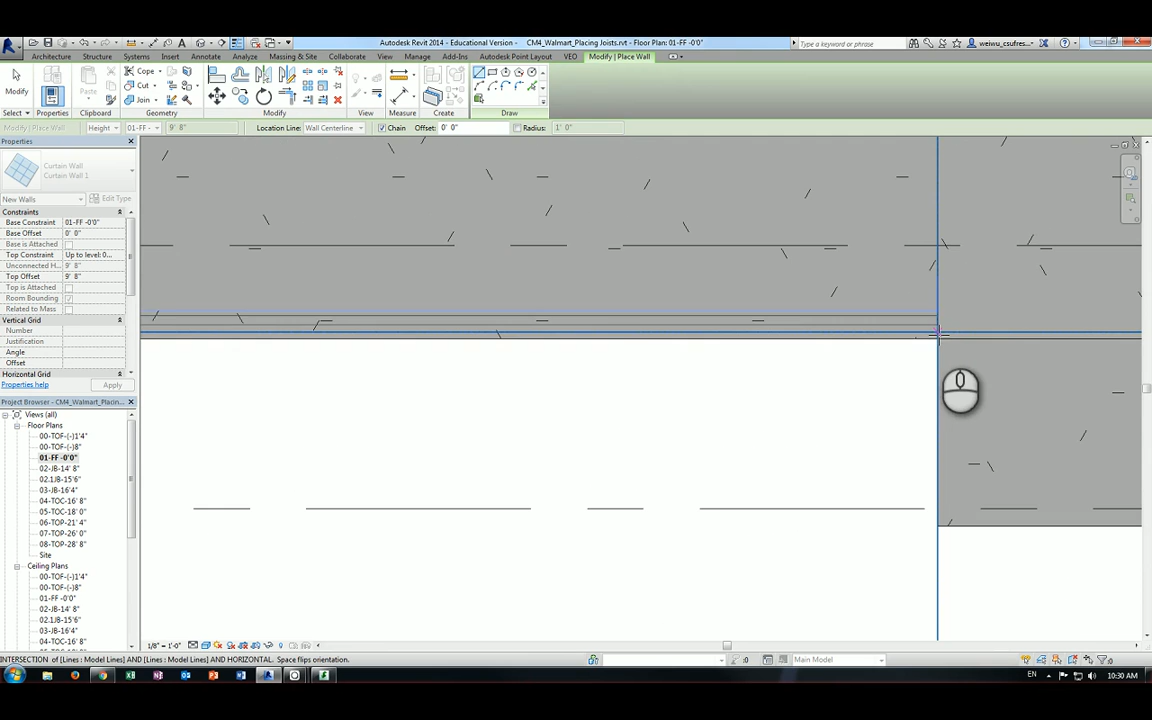 Autodesk Revit 2014 - Educational Version - CM4_Walmart_Placing Joists.rvt - Floor Plan: 01-FF -0'0"
Type a keyword or phrase
weiwu_csufres...
Architecture Structure Systems Insert Annotate Analyze Massing & Site Collaborate View Manage Add-Ins Autodesk Point Layout VEO Modify | Place Wall
Modify Paste Cope Cut Join
Select Properties Clipboard Geometry Modify View Measure Create Draw
Modify | Place Wall Height 01-FF - 9' 8" Location Line: Wall Centerline Chain Offset: 0' 0" Radius: 1' 0"
Properties
Curtain Wall
Curtain Wall 1
New Walls Edit Type
Constraints
Base Constraint 01-FF -0'0"
Base Offset 0' 0"
Base is Attached
Top Constraint Up to level: 0...
Unconnected H... 9' 8"
Top Offset 9' 8"
Top is Attached
Room Bounding
Related to Mass
Vertical Grid
Number
Justification
Angle
Offset
Horizontal Grid
Properties help Apply
Project Browser - CM4_Walmart_Placin...
Views (all)
Floor Plans
00-TOF-(-)1'4"
00-TOF-(-)8"
01-FF -0'0"
02-JB-14' 8"
02.1JB-15'6"
03-JB-16'4"
04-TOC-16' 8"
05-TOC-18' 0"
06-TOP-21' 4"
07-TOP-26' 0"
08-TOP-28' 8"
Site
Ceiling Plans
00-TOF-(-)1'4"
00-TOF-(-)8"
01-FF -0'0"
02-JB-14' 8"
02.1JB-15'6"
03-JB-16'4"
04-TOC-16' 8"
1/8" = 1'-0"
INTERSECTION of [Lines : Model Lines] AND [Lines : Model Lines] AND HORIZONTAL. Space flips orientation.
:0 Main Model :0
EN 10:30 AM